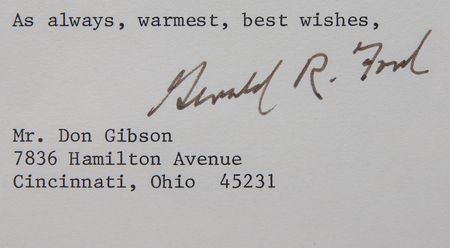 As always, warmest, best wishes,
Gerald R. Ford
Mr. Don Gibson
7836 Hamilton Avenue
Cincinnati, Ohio  45231